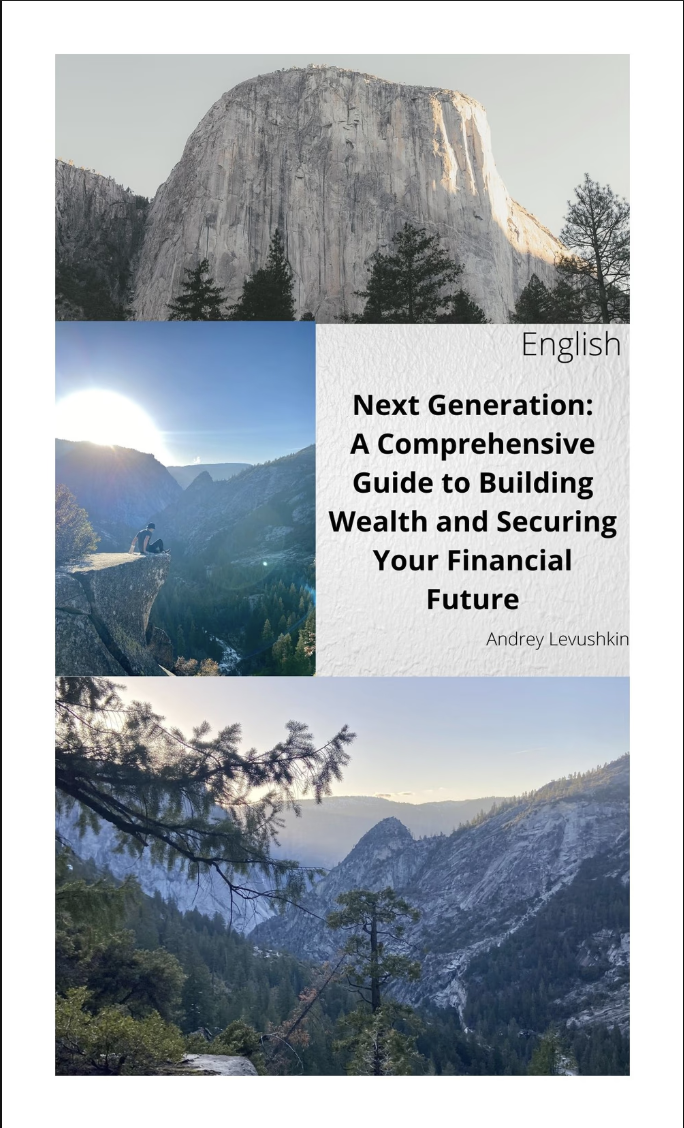 English
Next Generation:
A Comprehensive
Guide to Building
Wealth and Securing
Your Financial
Future
Andrey Levushkin